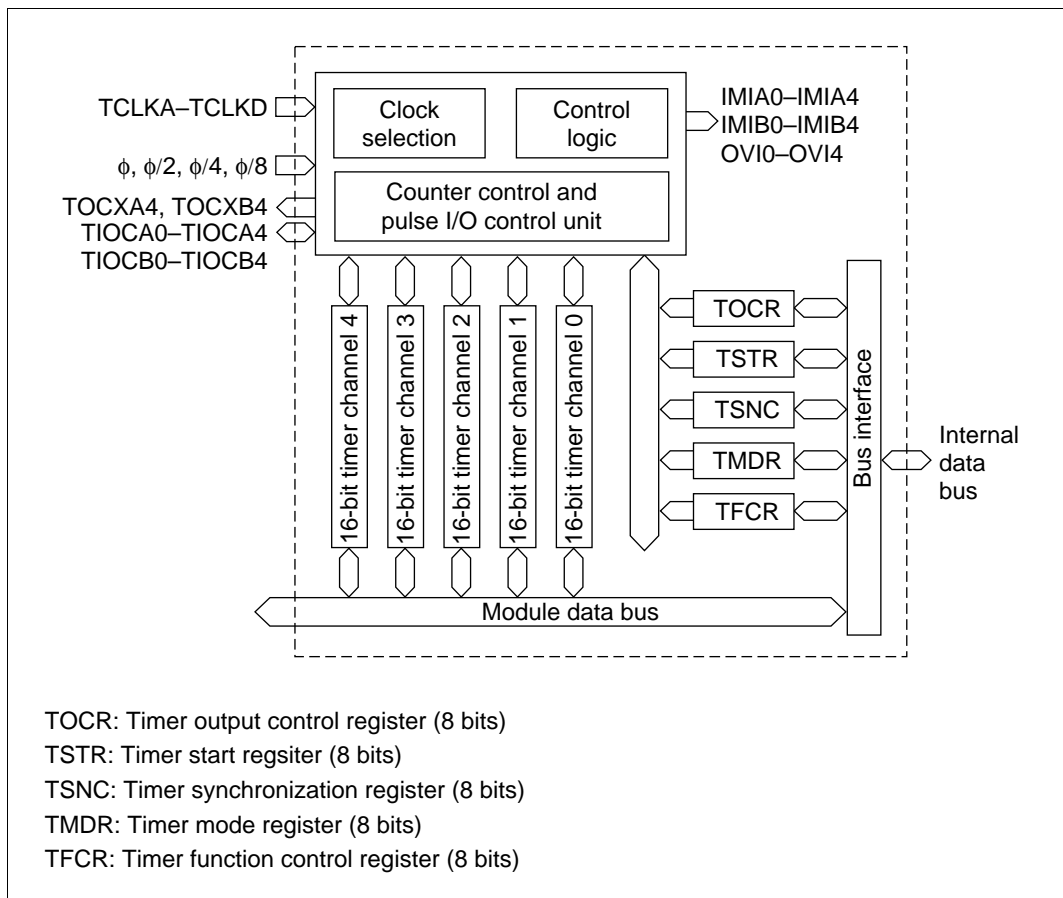 TCLKA–TCLKD
ϕ, ϕ/2, ϕ/4, ϕ/8
TOCXA4, TOCXB4
TIOCA0–TIOCA4
TIOCB0–TIOCB4
Clock
selection
Control
logic
Counter control and
pulse I/O control unit
IMIA0–IMIA4
IMIB0–IMIB4
OVI0–OVI4
16-bit timer channel 4
16-bit timer channel 3
16-bit timer channel 2
16-bit timer channel 1
16-bit timer channel 0
TOCR
TSTR
TSNC
TMDR
TFCR
Bus interface
Internal
data
bus
Module data bus
TOCR: Timer output control register (8 bits)
TSTR: Timer start regsiter (8 bits)
TSNC: Timer synchronization register (8 bits)
TMDR: Timer mode register (8 bits)
TFCR: Timer function control register (8 bits)